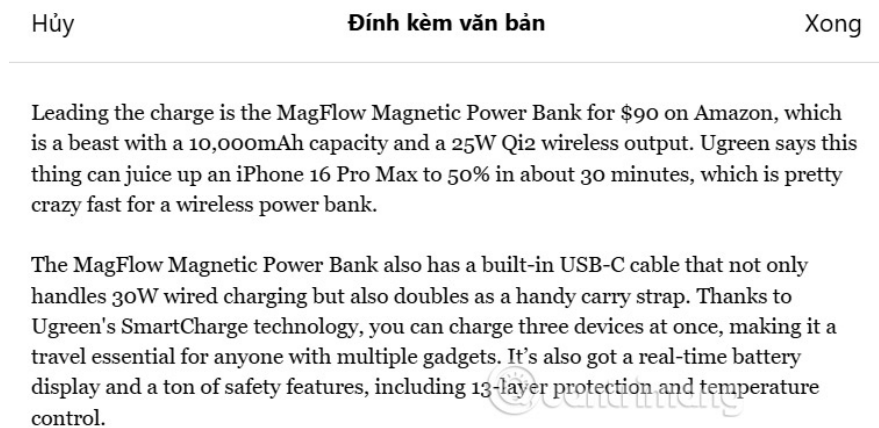 Hủy
Đính kèm văn bản
Xong
Leading the charge is the MagFlow Magnetic Power Bank for $90 on Amazon, which
is a beast with a 10,000mAh capacity and a 25W Qi2 wireless output. Ugreen says this
thing can juice up an iPhone 16 Pro Max to 50% in about 30 minutes, which is pretty
crazy fast for a wireless power bank.
The MagFlow Magnetic Power Bank also has a built-in USB-C cable that not only
handles 30W wired charging but also doubles as a handy carry strap. Thanks to
Ugreen's SmartCharge technology, you can charge three devices at once, making it a
travel essential for anyone with multiple gadgets. It’s also got a real-time battery
display and a ton of safety features, including 13-layer protection and temperature
control.